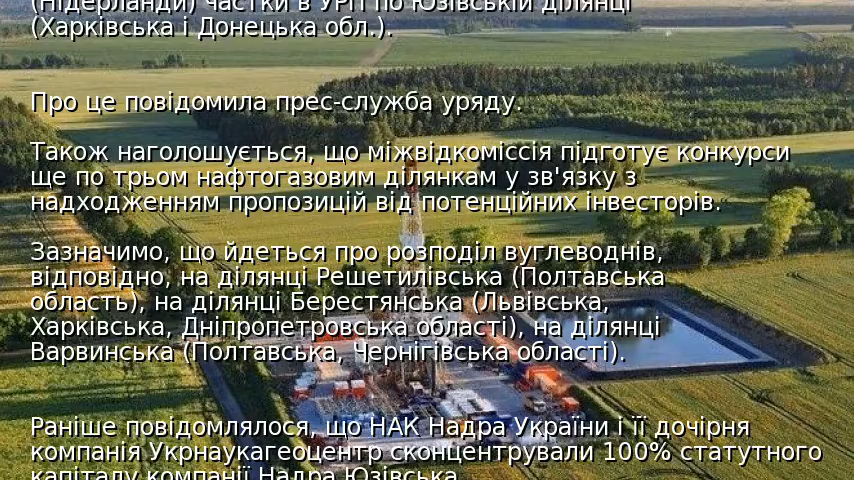 (Нідерланди) частки в УРП по Юзівській ділянці
(Харківська і Донецька обл.).
Про це повідомила прес-служба уряду.
Також наголошується, що міжвідкоміссія підготує конкурси
ще по трьом нафтогазовим ділянкам у зв'язку з
надходженням пропозицій від потенційних інвесторів.
Зазначимо, що йдеться про розподіл вуглеводнів,
відповідно, на ділянці Решетилівська (Полтавська
область), на ділянці Берестянська (Львівська,
Харківська, Дніпропетровська області), на ділянці
Варвинська (Полтавська, Чернігівська області).
Раніше повідомлялося, що НАК Надра України і її дочірня
компанія Укрнаукагеоцентр сконцентрували 100% статутного
капіталу компанії Надра Юзівська.